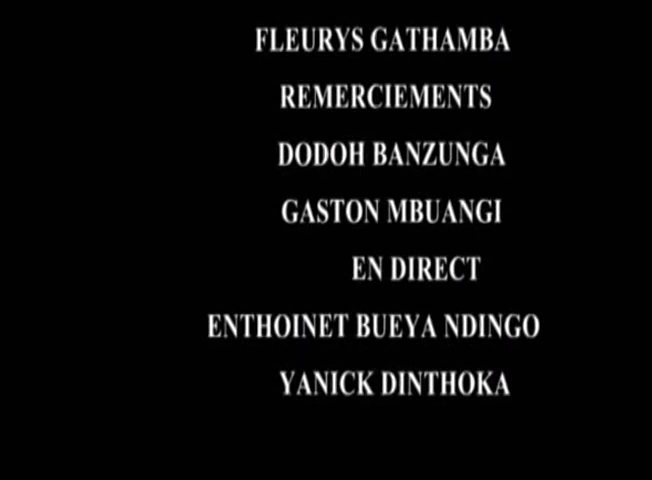 FLEURYS GATHAMBA
REMERCIEMENTS
DODOH BANZUNGA
GASTON MBUANGI
EN DIRECT
ENTHOINET BUEYA NDINGO
YANICK DINTHOKA